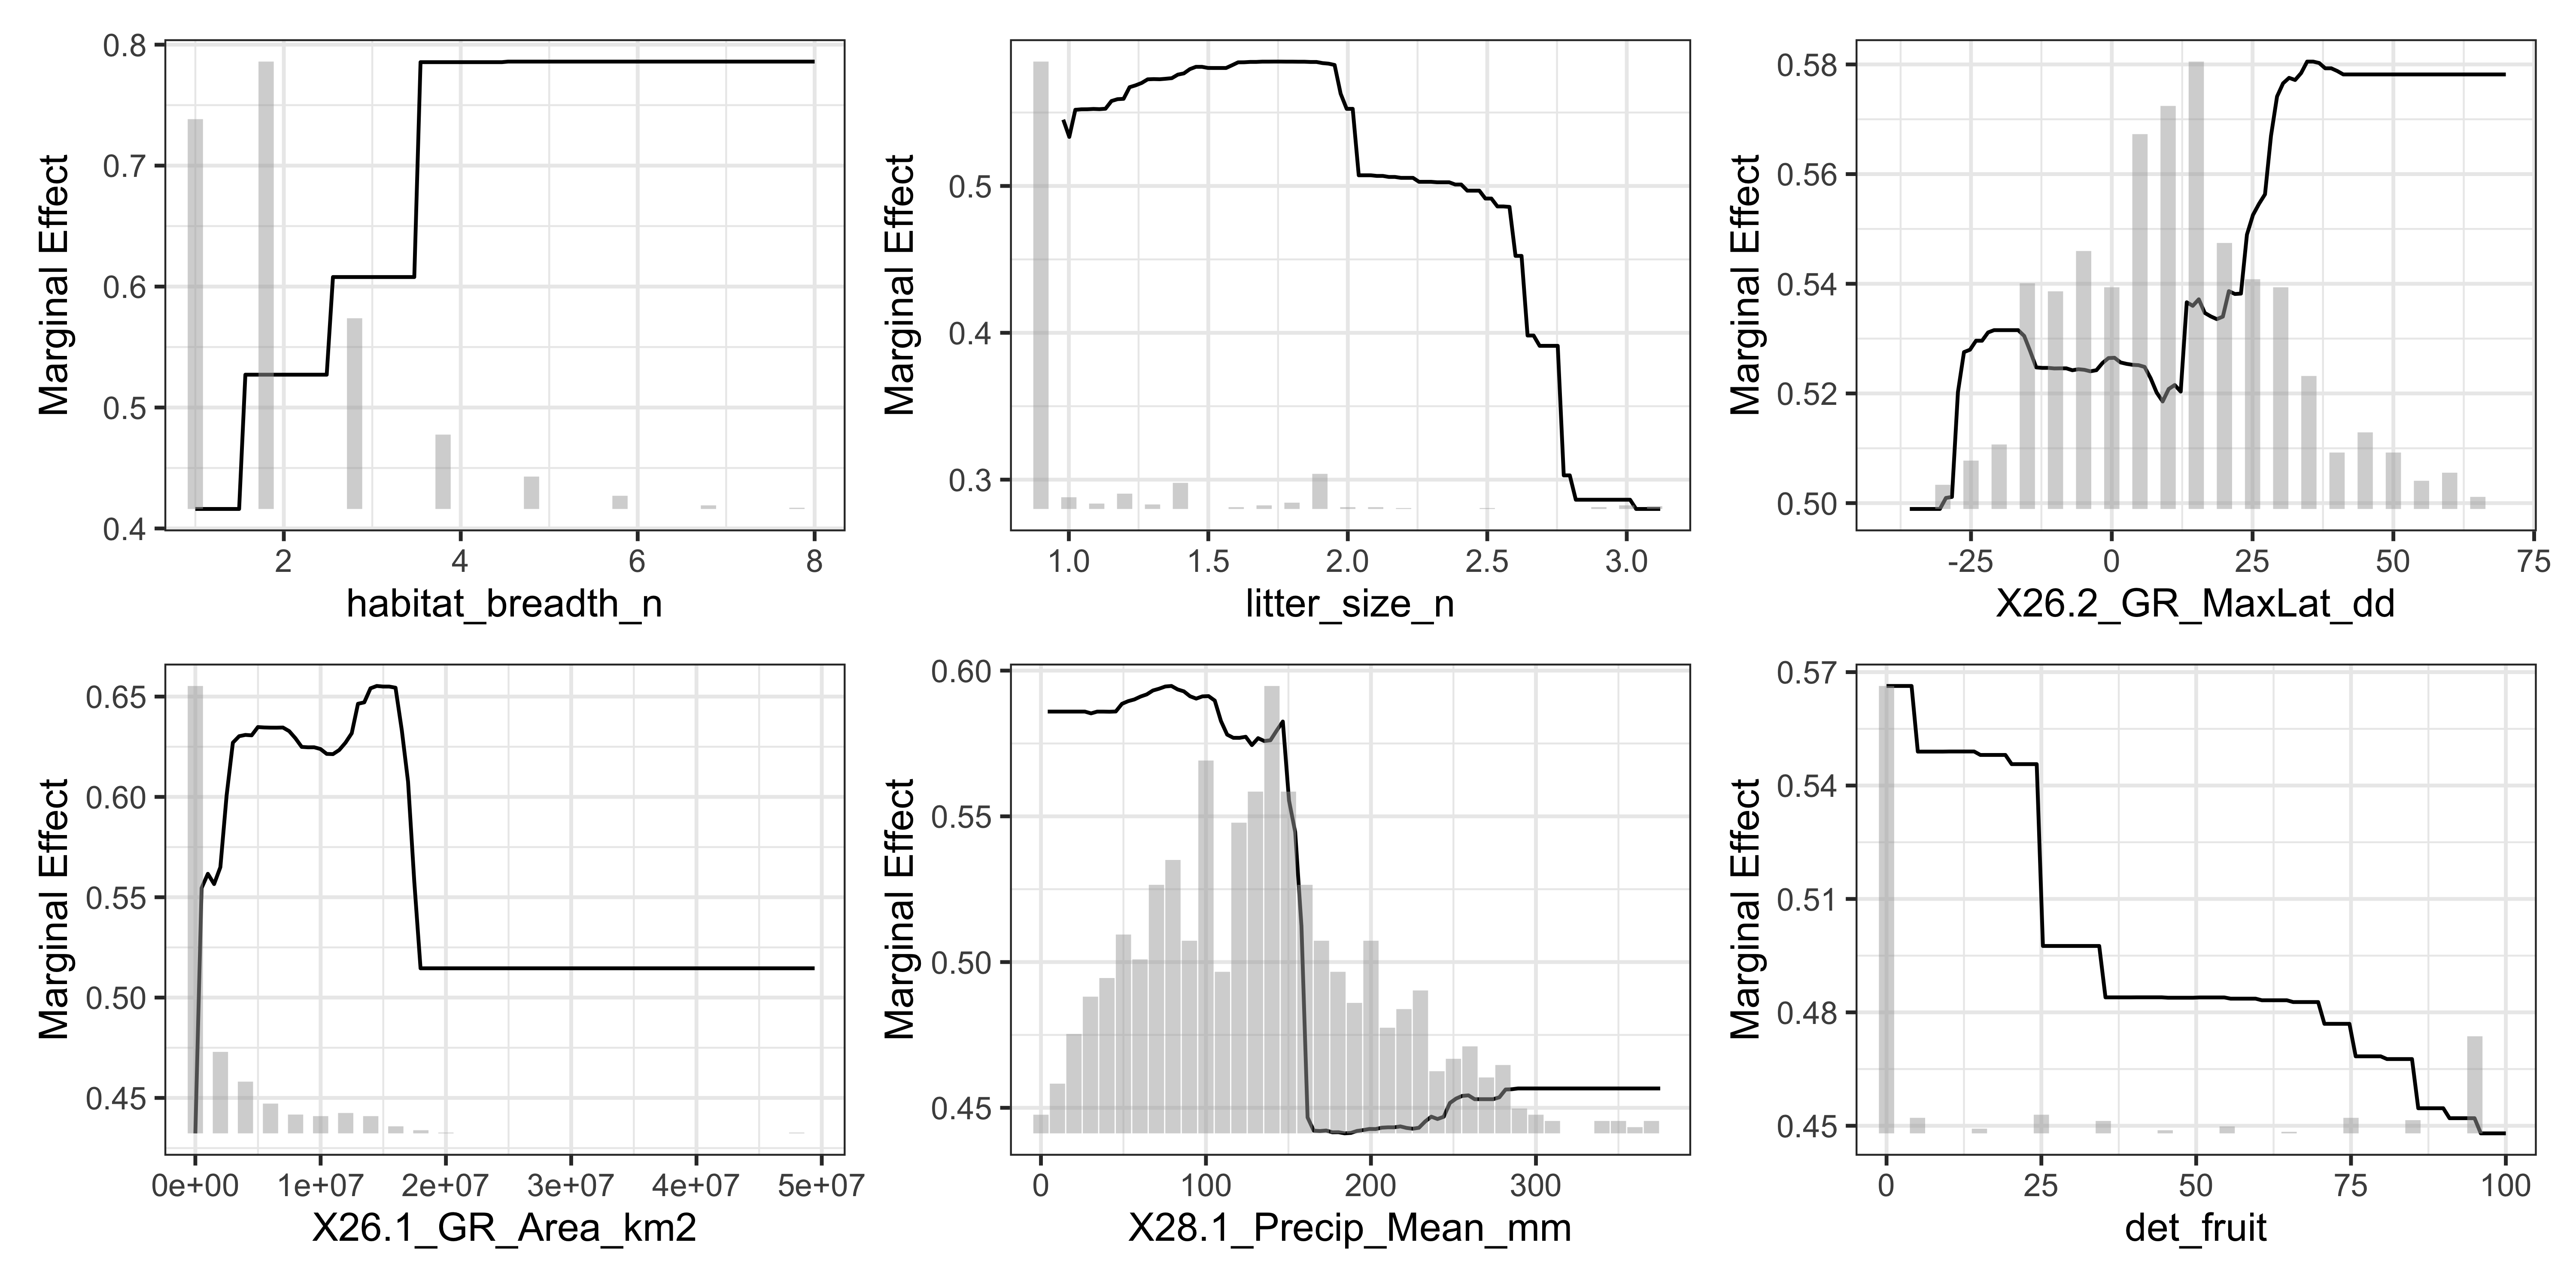 Marginal Effect
0.8
0.7
0.6
0.5
0.4
2 4 6 8
habitat_breadth_n
Marginal Effect
0.5
0.4
0.3
1.0 1.5 2.0 2.5 3.0
litter_size_n
Marginal Effect
0.58
0.56
0.54
0.52
0.50
-25 0 25 50 75
X26.2_GR_MaxLat_dd
Marginal Effect
0.65
0.60
0.55
0.50
0.45
0e+00 1e+07 2e+07 3e+07 4e+07 5e+07
X26.1_GR_Area_km2
Marginal Effect
0.60
0.55
0.50
0.45
0 100 200 300
X28.1_Precip_Mean_mm
Marginal Effect
0.57
0.54
0.51
0.48
0.45
0 25 50 75 100
det_fruit